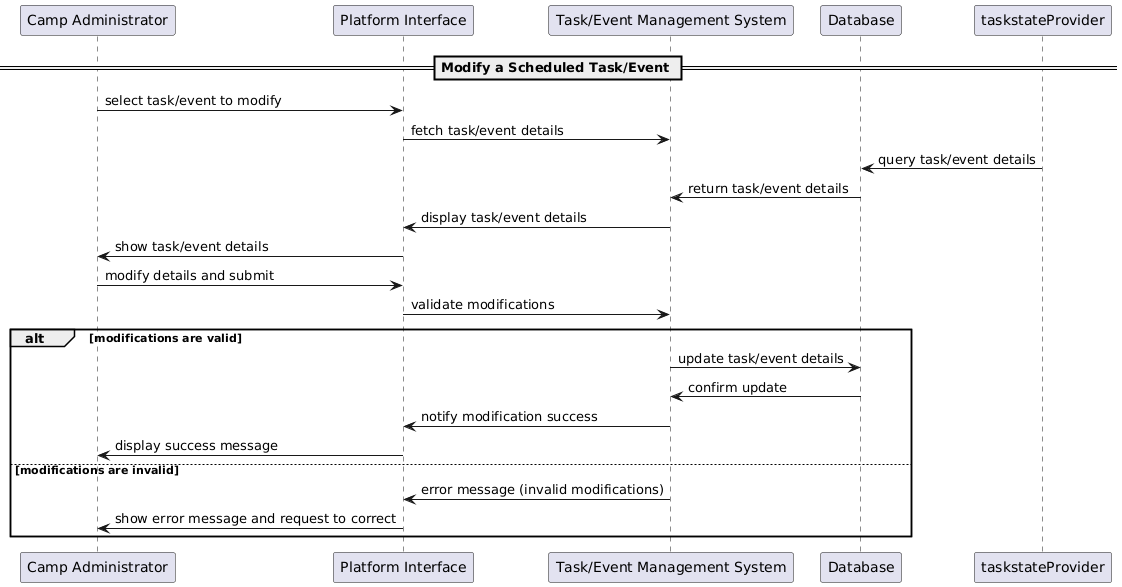 Camp Administrator
Platform Interface
Task/Event Management System
Database
taskstateProvider
Modify a Scheduled Task/Event
select task/event to modify
fetch task/event details
query task/event details
return task/event details
display task/event details
show task/event details
modify details and submit
validate modifications
alt
[modifications are valid]
update task/event details
confirm update
notify modification success
display success message
[modifications are invalid]
error message (invalid modifications)
show error message and request to correct
Camp Administrator
Platform Interface
Task/Event Management System
Database
taskstateProvider